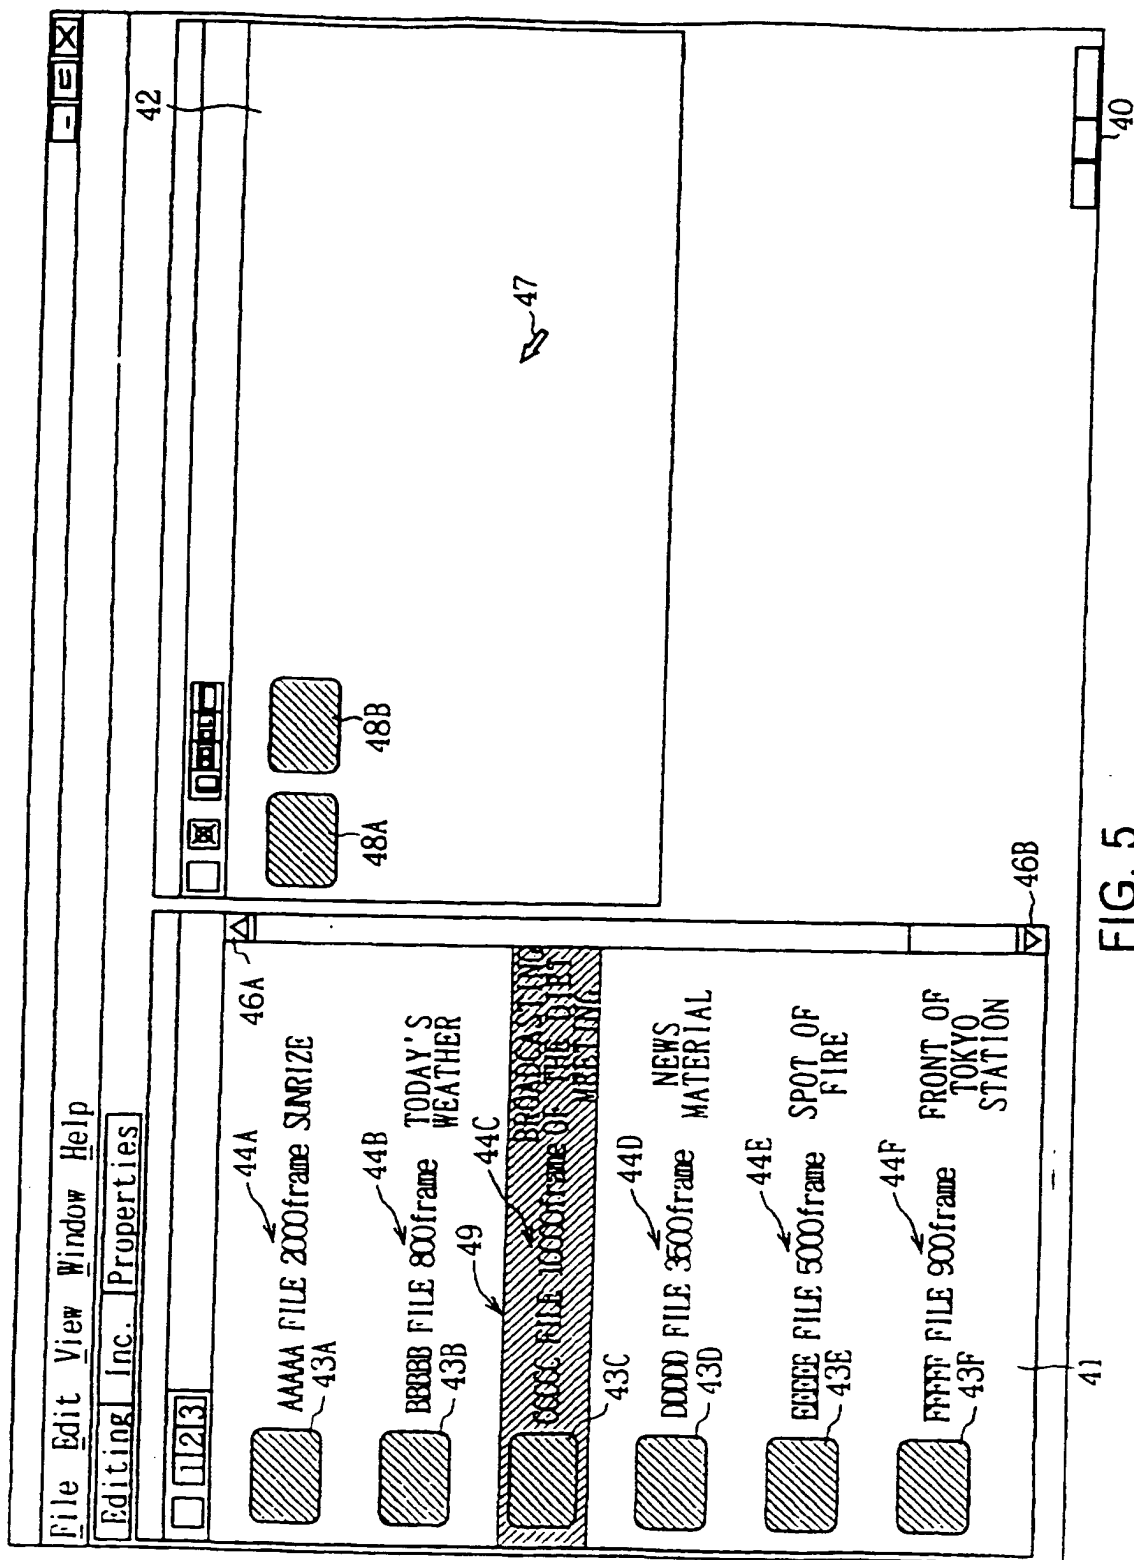 File Edit View Window Help
Editing Inc. Properties
1 2 3
42
46A
44A
AAAAA FILE 2000frame SUNRIZE
43A
44B
BBBBB FILE 800frame TODAY'S
WEATHER
43B
48A
48B
49
44C
BROADCASTING
CCCCC FILE 10000frame OF THE DIET
MEETING
43C
47
44D
DDDDD FILE 3500frame NEWS
MATERIAL
43D
44E
EEEEE FILE 5000frame SPOT OF
FIRE
43E
44F
FFFFF FILE 900frame FRONT OF
TOKYO
STATION
43F
46B
41
40
FIG. 5